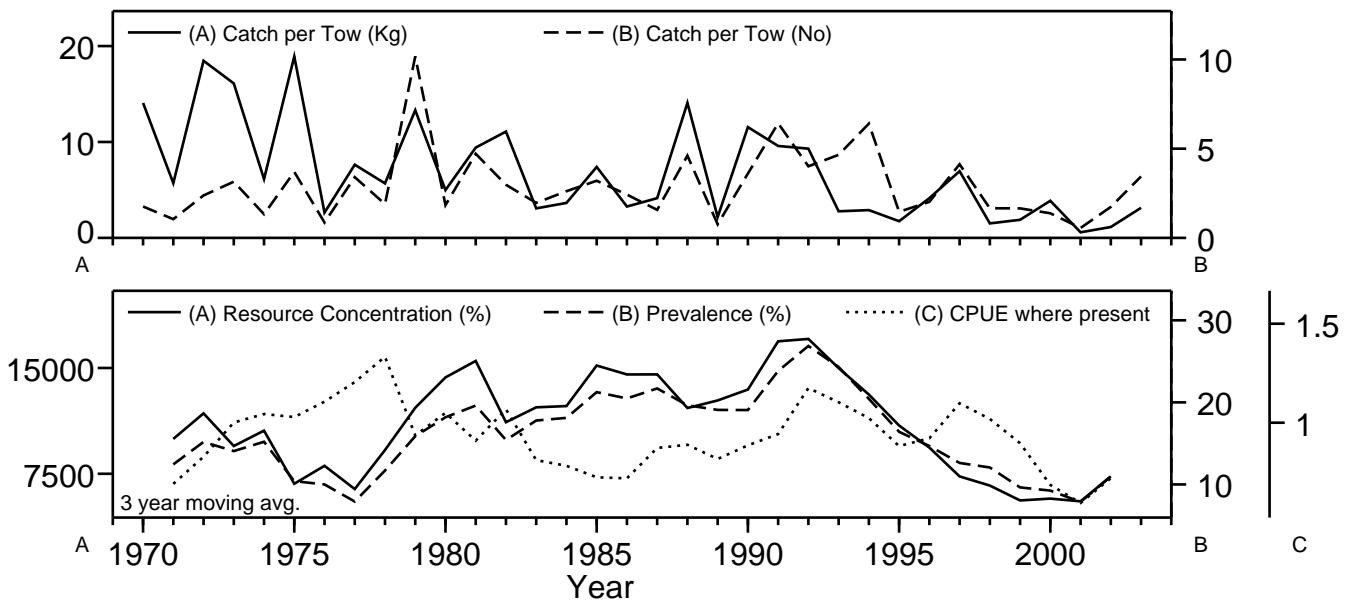 (A) Catch per Tow (Kg) (B) Catch per Tow (No)
20
10
0
10
5
0
A B
(A) Resource Concentration (%) (B) Prevalence (%) (C) CPUE where present
15000
7500
30
20
10
1.5
1
3 year moving avg.
A 1970 1975 1980 1985 1990 1995 2000 B C
Year